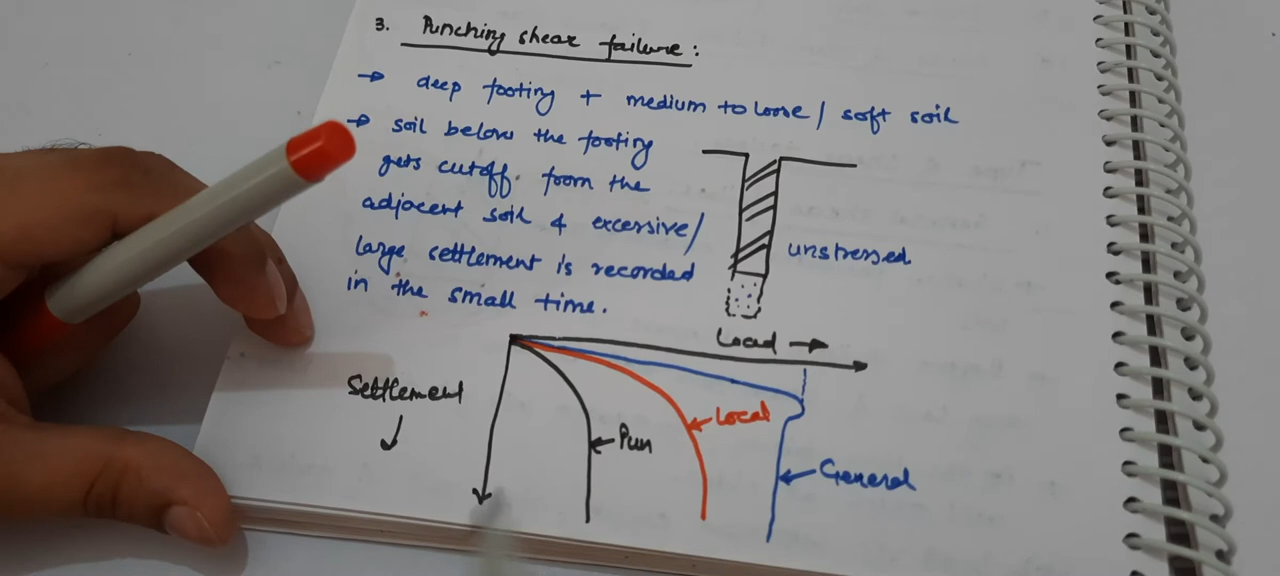 3. Punching shear failure:
→ deep footing + medium to loose / soft soil
→ soil below the footing
gets cutoff from the
adjacent soil & excessive/
large settlement is recorded
in the small time.
unstressed
Load →
Settlement
Local
Pun
General